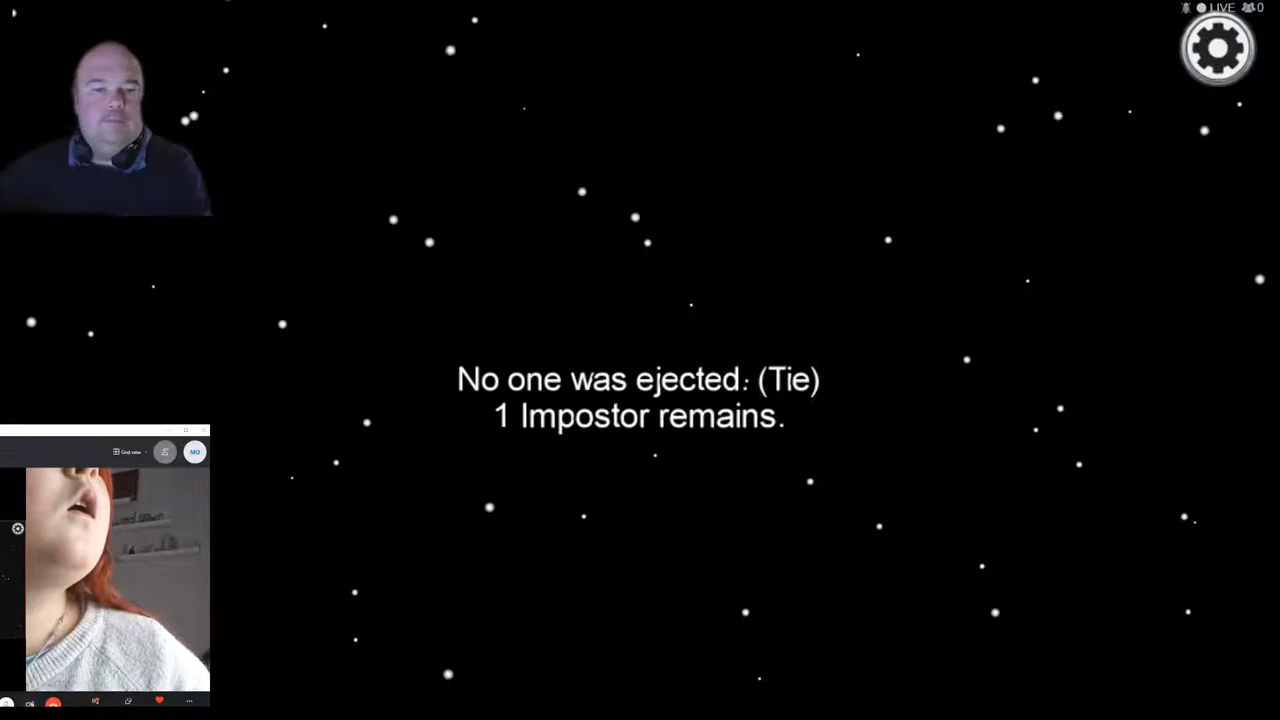 LIVE 0
No one was ejected. (Tie)
1 Impostor remains.
Grid view
MO